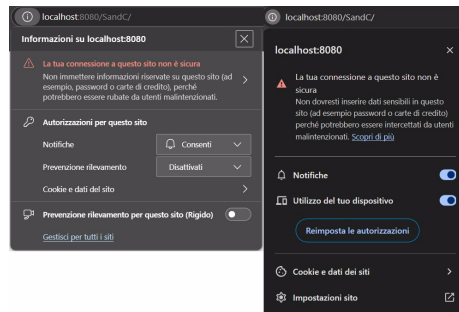 localhost:8080/SandC/
Informazioni su localhost:8080
La tua connessione a questo sito
non è sicura
Non immettere informazioni riservate su questo sito (ad
esempio, password o carte di credito), perché
potrebbero essere rubate da utenti malintenzionati.
Autorizzazioni per questo sito
Notifiche
Consenti
Prevenzione rilevamento
Disattivati
Cookie e dati del sito
Prevenzione rilevamento per questo sito (Rigido)
Gestisci per tutti i siti
localhost:8080/SandC/
localhost:8080
La tua connessione a questo sito non è
sicura
Non dovresti inserire dati sensibili in questo
sito (ad esempio password o carte di credito)
perché potrebbero essere intercettati da utenti
malintenzionati. Scopri di più
Notifiche
Utilizzo del tuo dispositivo
Reimposta le autorizzazioni
Cookie e dati dei siti
Impostazioni sito